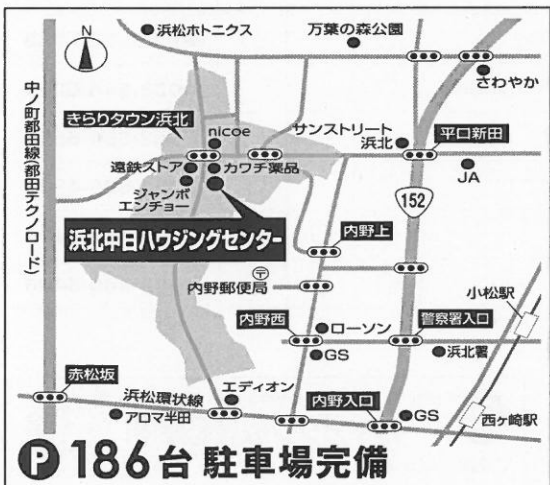 浜松ホトニクス
万葉の森公園
N
さわやか
きらりタウン浜北
nicoe
サンストリート
浜北
平口新田
遠鉄ストア
カワチ薬品
JA
ジャンボ
エンチョー
152
中ノ町都田線(都田テクノロード)
浜北中日ハウジングセンター
内野上
〒
内野郵便局
小松駅
内野西
ローソン
警察署入口
GS
浜北署
赤松坂
浜松環状線
エディオン
内野入口
GS
アロマ半田
西ヶ崎駅
P 186台 駐車場完備